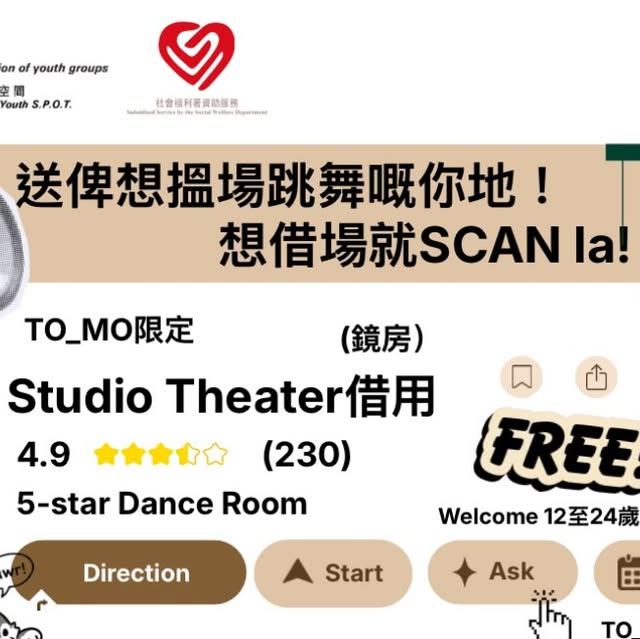 ion of youth groups
空間
Youth S.P.O.T.
社會福利署資助服務
Subsidised Service by the Social Welfare Department
送俾想搵場跳舞嘅你地！
想借場就SCAN la!
TO_MO限定
(鏡房)
Studio Theater借用
FREE!
4.9 (230)
5-star Dance Room
Welcome 12至24歲
awr!
Direction
Start
Ask
TO_